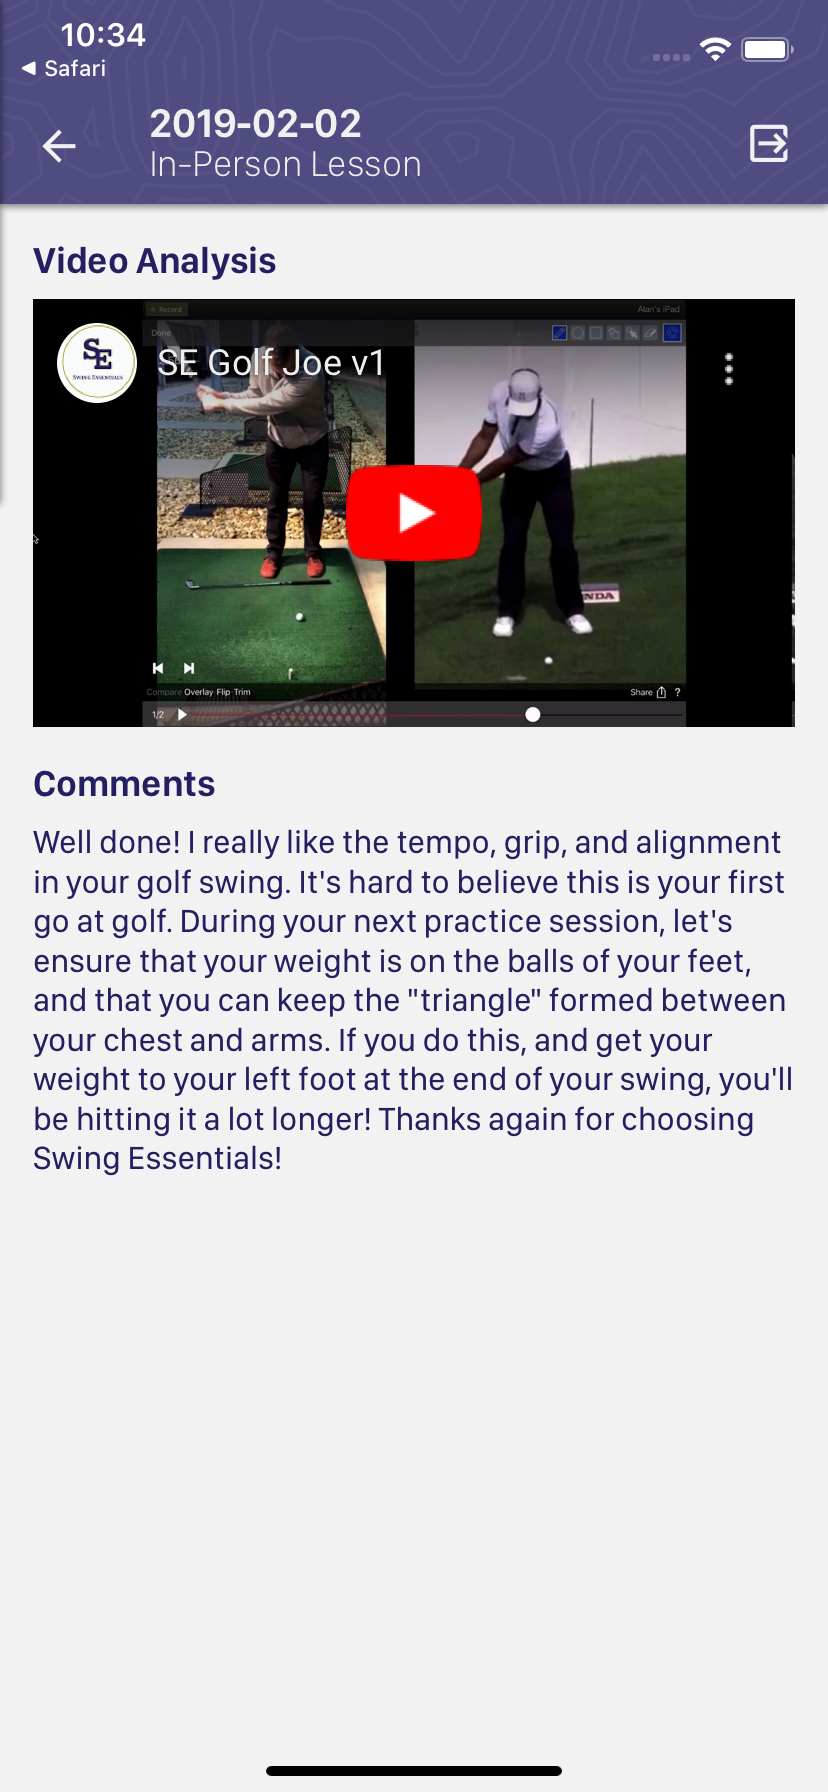 10:34
Safari
2019-02-02
In-Person Lesson
Video Analysis
Record
Alan's iPad
Done
SE
SWING ESSENTIALS
SE Golf Joe v1
NDA
Compare Overlay Flip Trim
Share ?
1/2
Comments
Well done! I really like the tempo, grip, and alignment
in your golf swing. It's hard to believe this is your first
go at golf. During your next practice session, let's
ensure that your weight is on the balls of your feet,
and that you can keep the "triangle" formed between
your chest and arms. If you do this, and get your
weight to your left foot at the end of your swing, you'll
be hitting it a lot longer! Thanks again for choosing
Swing Essentials!